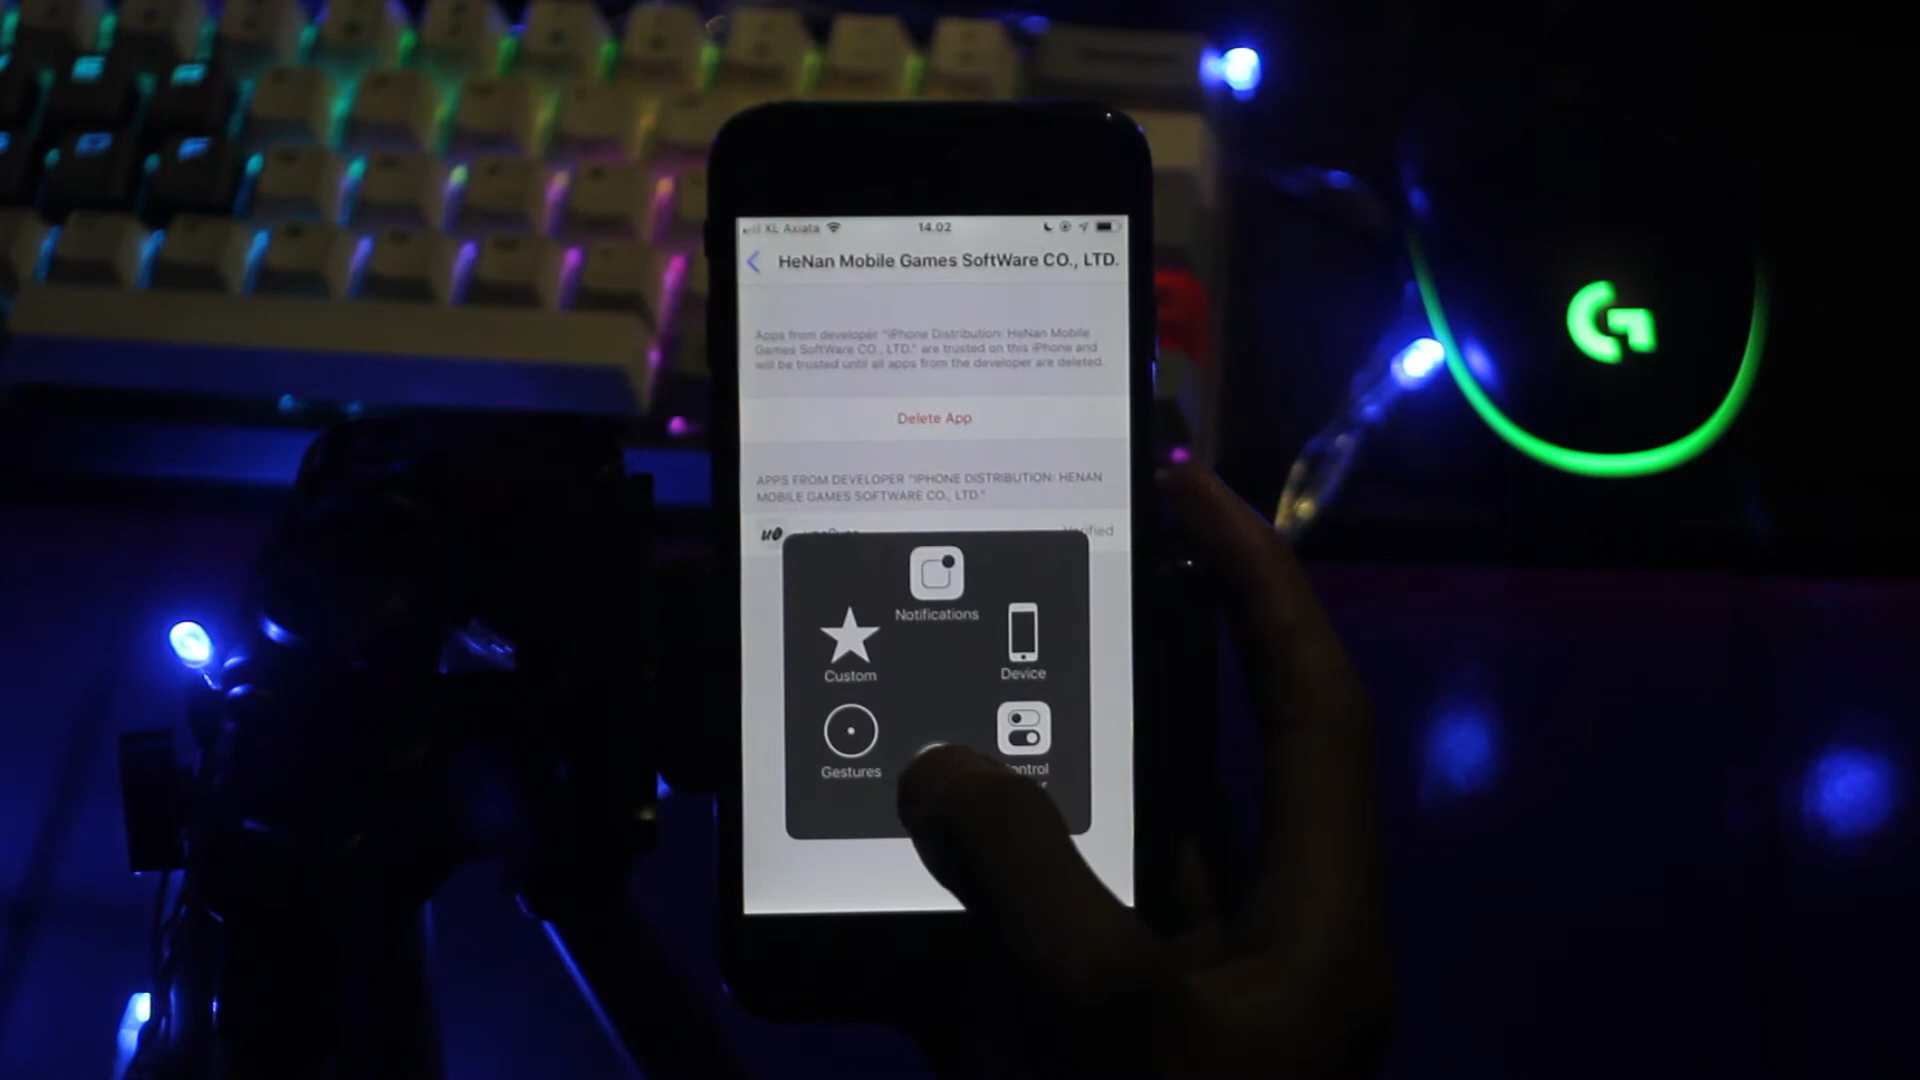 XL Axiata 14.02
HeNan Mobile Games SoftWare CO., LTD.
Apps from developer "iPhone Distribution: HeNan Mobile
Games SoftWare CO., LTD." are trusted on this iPhone and
will be trusted until all apps from the developer are deleted.
Delete App
APPS FROM DEVELOPER "IPHONE DISTRIBUTION: HENAN
MOBILE GAMES SOFTWARE CO., LTD."
u0
Notifications
Custom
Device
Gestures
G